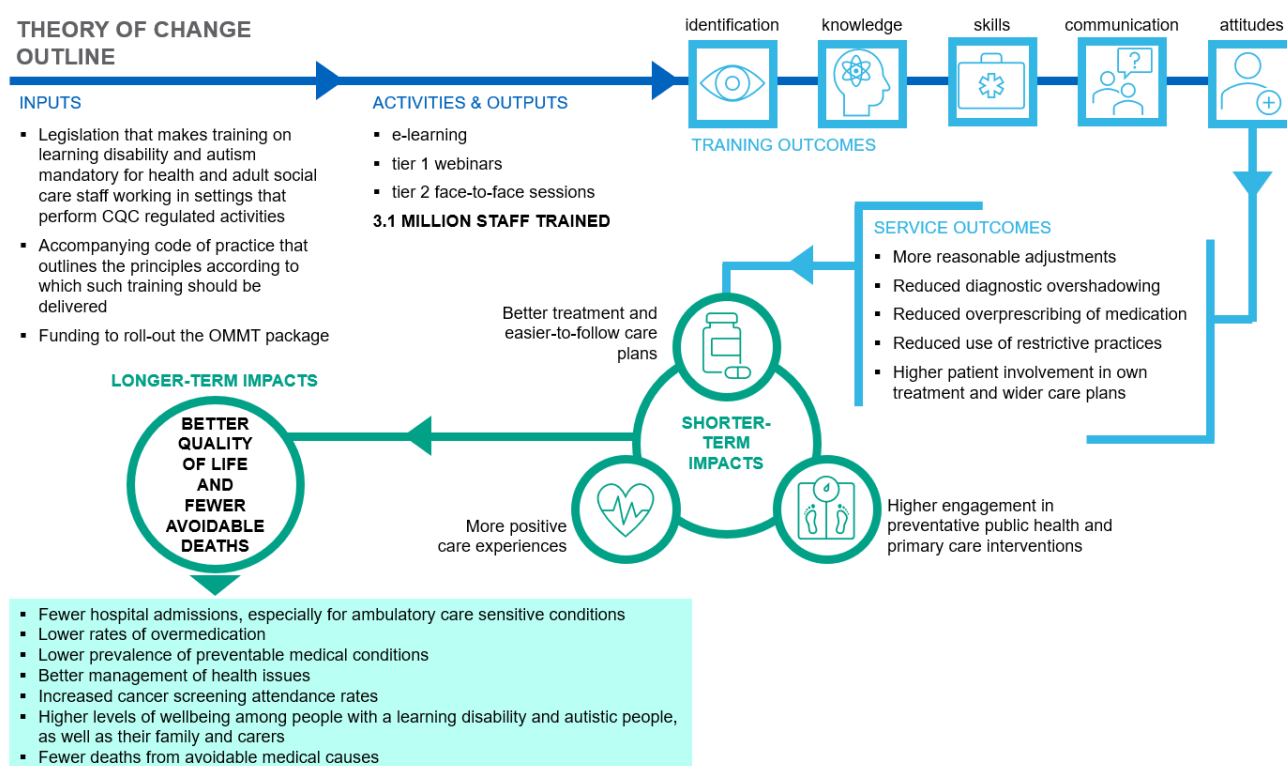 THEORY OF CHANGE
OUTLINE
identification
knowledge
skills
communication
attitudes
?
INPUTS
▪ Legislation that makes training on
learning disability and autism
mandatory for health and adult social
care staff working in settings that
perform CQC regulated activities
▪ Accompanying code of practice that
outlines the principles according to
which such training should be
delivered
▪ Funding to roll-out the OMMT package
ACTIVITIES & OUTPUTS
▪ e-learning
▪ tier 1 webinars
▪ tier 2 face-to-face sessions
3.1 MILLION STAFF TRAINED
TRAINING OUTCOMES
SERVICE OUTCOMES
▪ More reasonable adjustments
▪ Reduced diagnostic overshadowing
▪ Reduced overprescribing of medication
▪ Reduced use of restrictive practices
▪ Higher patient involvement in own
treatment and wider care plans
Better treatment and
easier-to-follow care
plans
SHORTER-
TERM
IMPACTS
More positive
care experiences
Higher engagement in
preventative public health and
primary care interventions
LONGER-TERM IMPACTS
BETTER
QUALITY
OF LIFE
AND
FEWER
AVOIDABLE
DEATHS
▪ Fewer hospital admissions, especially for ambulatory care sensitive conditions
▪ Lower rates of overmedication
▪ Lower prevalence of preventable medical conditions
▪ Better management of health issues
▪ Increased cancer screening attendance rates
▪ Higher levels of wellbeing among people with a learning disability and autistic people,
as well as their family and carers
▪ Fewer deaths from avoidable medical causes